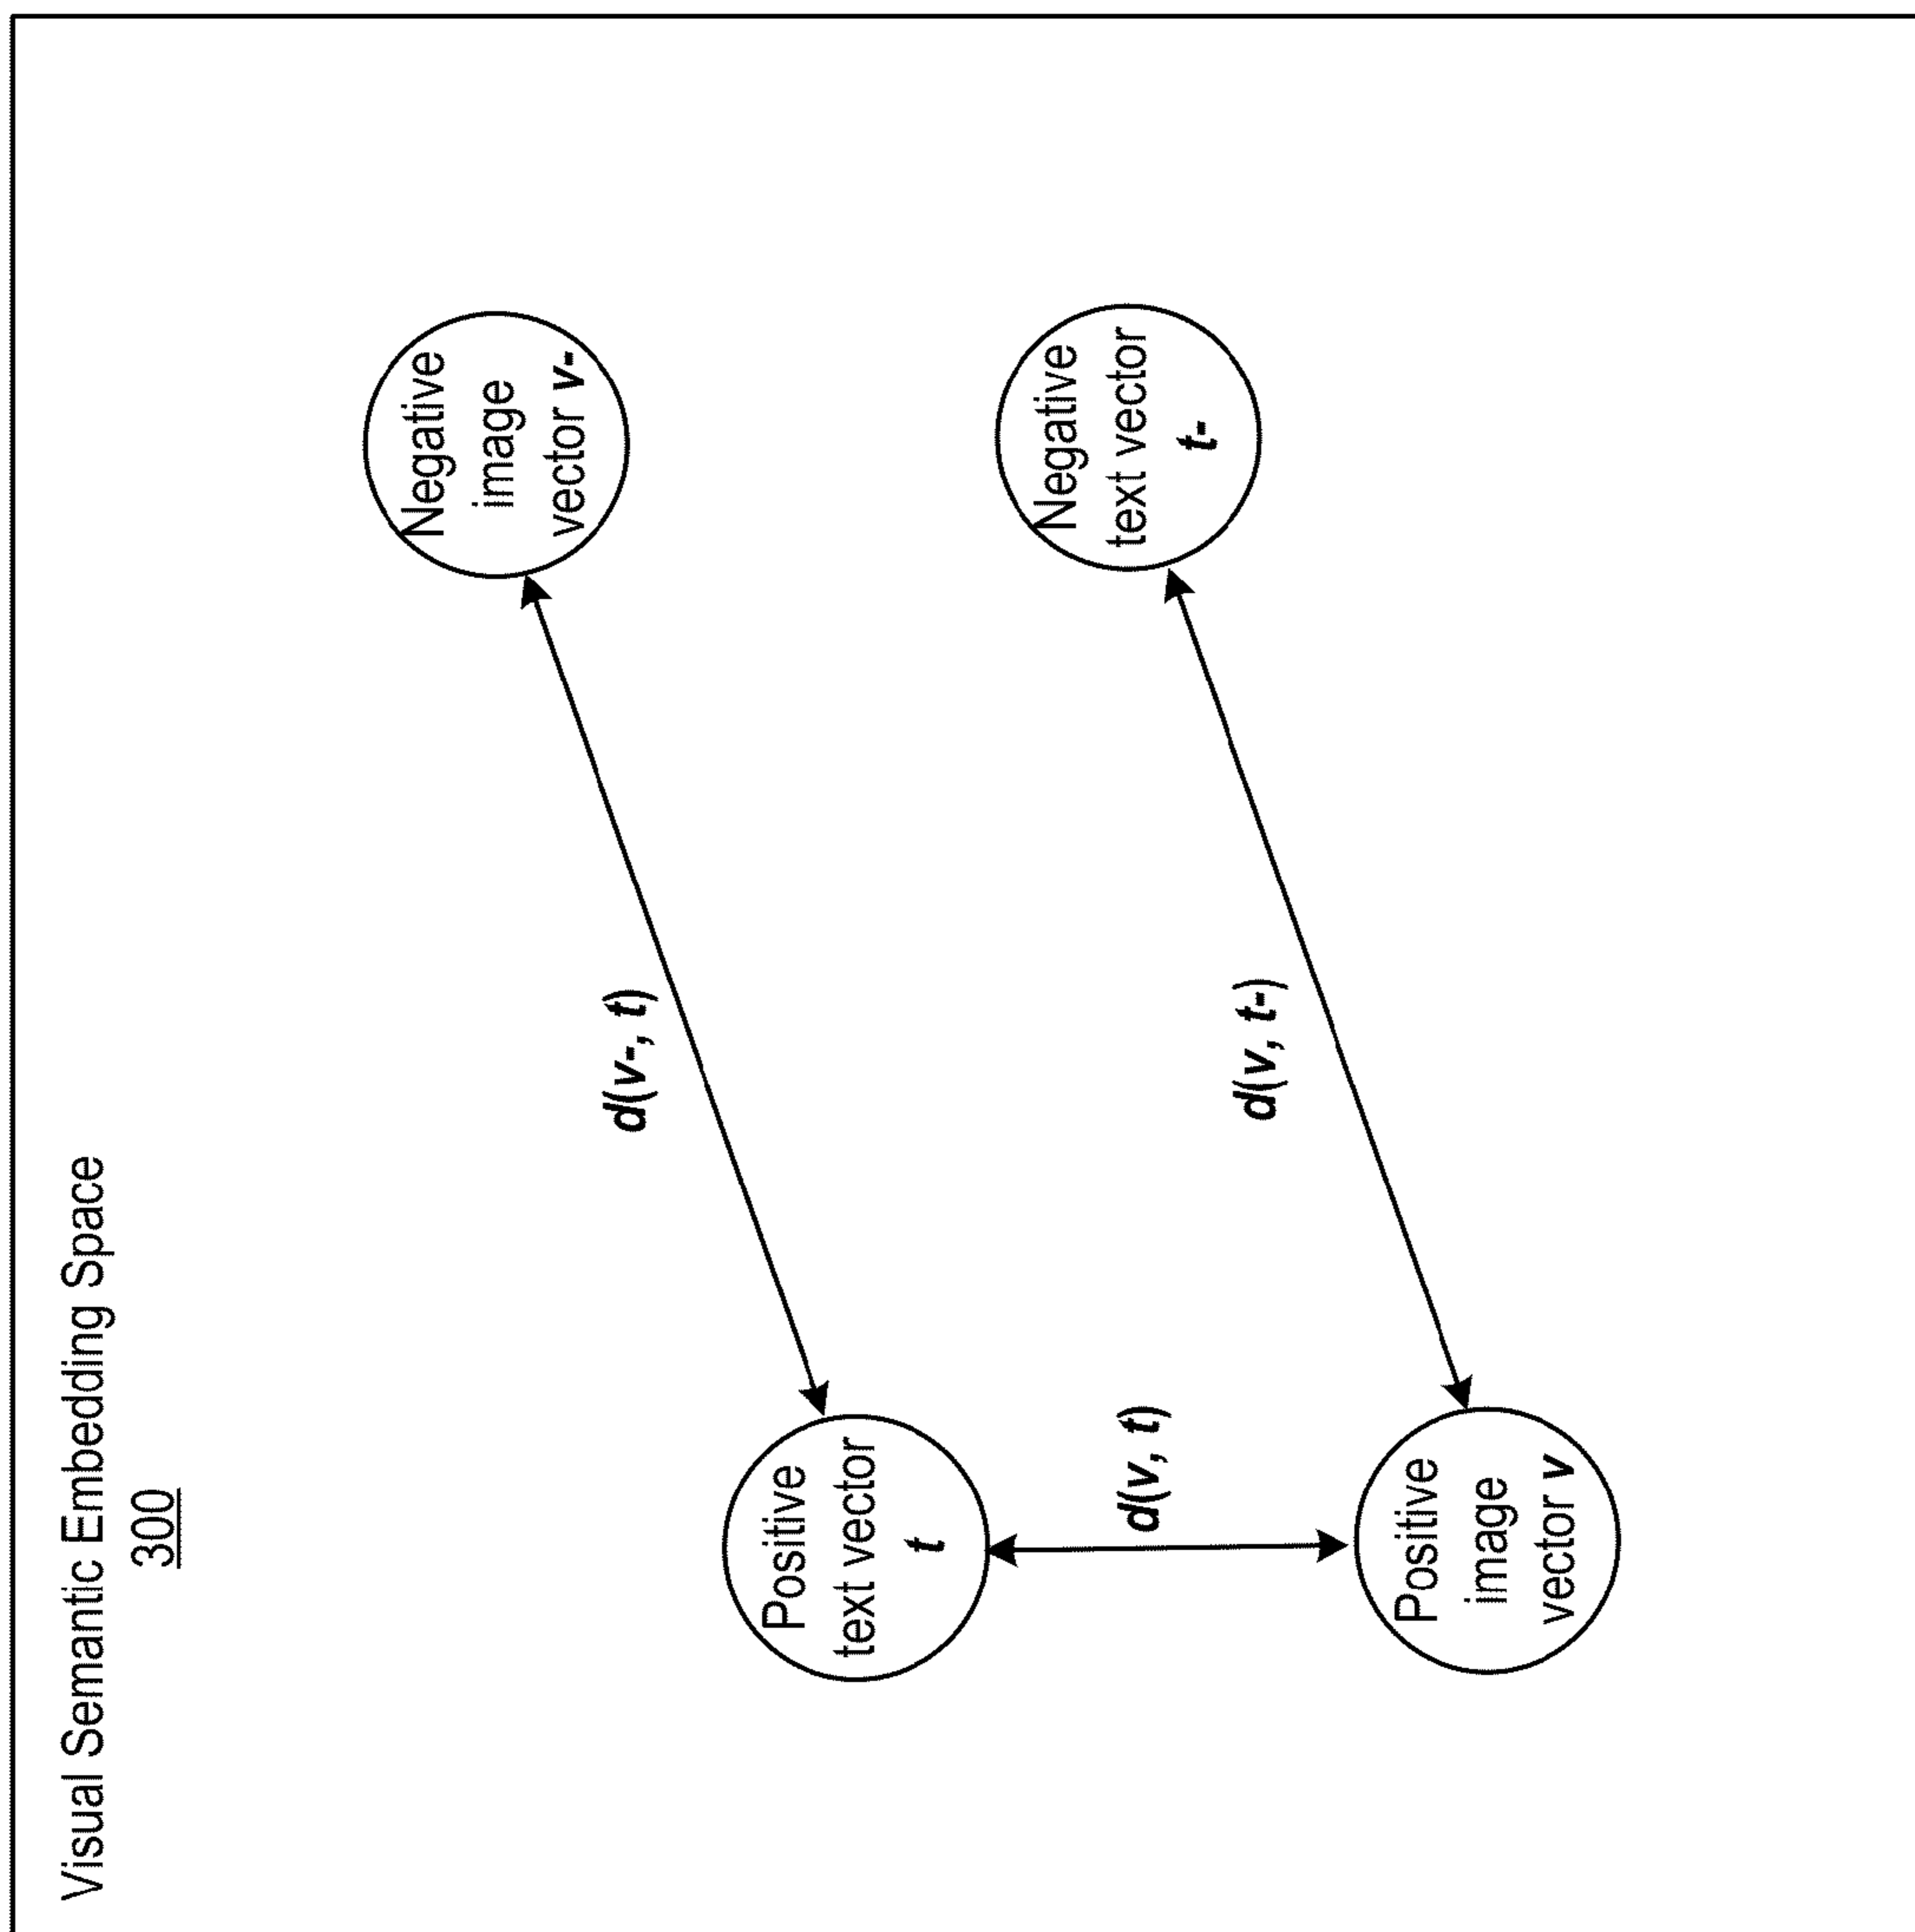 Visual Semantic Embedding Space
300
Positive
text vector
t
d(v-, t)
Negative
image
vector v-
d(v, t)
Positive
image
vector v
d(v, t-)
Negative
text vector
t-